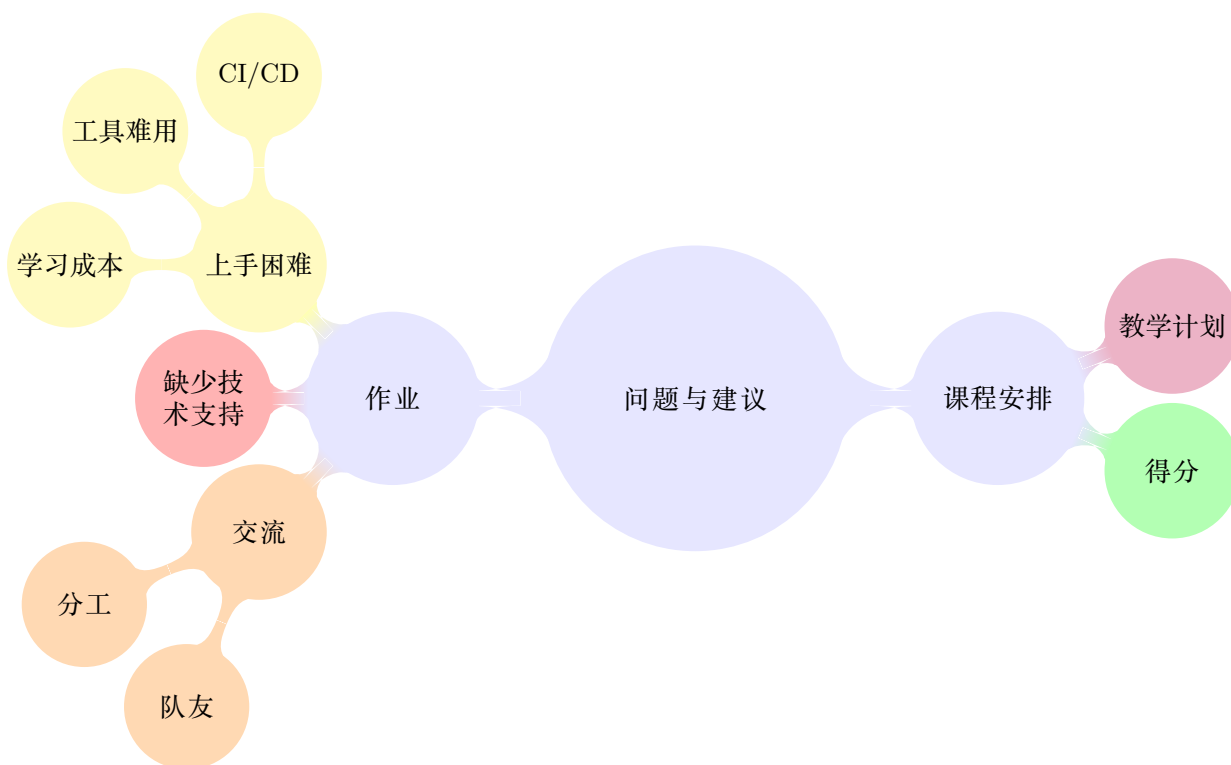 CI/CD
工具难用
学习成本
上手困难
缺少技
术支持
作业
交流
分工
队友
问题与建议
课程安排
教学计划
得分